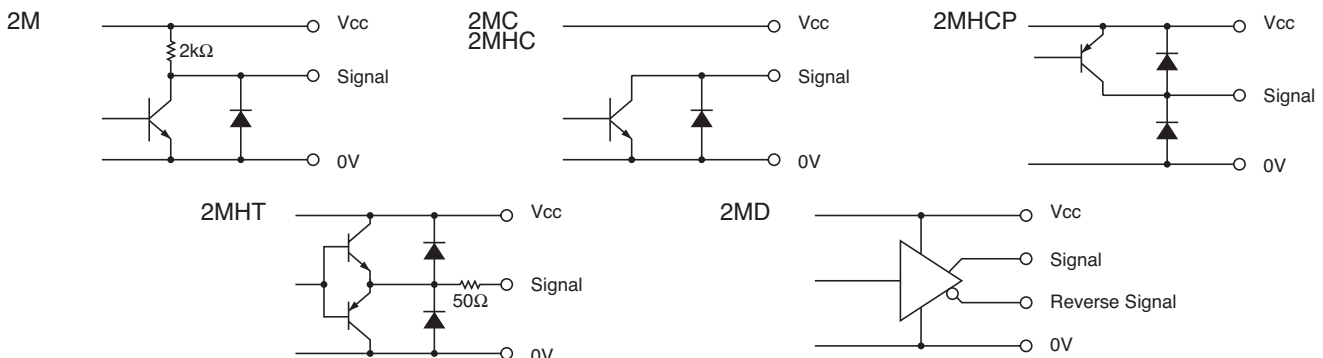 2M
Vcc
2kΩ
Signal
0V
2MC
2MHC
Vcc
Signal
0V
2MHCP
Vcc
Signal
0V
2MHT
Vcc
Signal
50Ω
0V
2MD
Vcc
Signal
Reverse Signal
0V